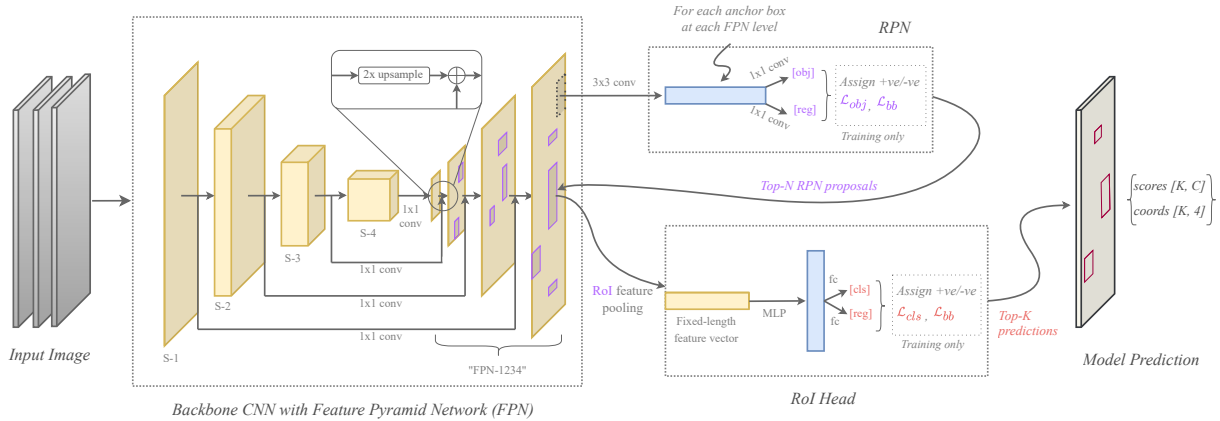 Input Image
2x upsample
S-1
S-2
S-3
S-4
1x1
conv
1x1 conv
1x1 conv
1x1 conv
"FPN-1234"
Backbone CNN with Feature Pyramid Network (FPN)
For each anchor box
at each FPN level
RPN
3x3 conv
1x1 conv
1x1 conv
[obj]
[reg]
Assign +ve/-ve
ℒobj, ℒbb
Training only
Top-N RPN proposals
RoI feature
pooling
Fixed-length
feature vector
MLP
fc
fc
[cls]
[reg]
Assign +ve/-ve
ℒcls, ℒbb
Training only
RoI Head
Top-K
predictions
scores [K, C]
coords [K, 4]
Model Prediction